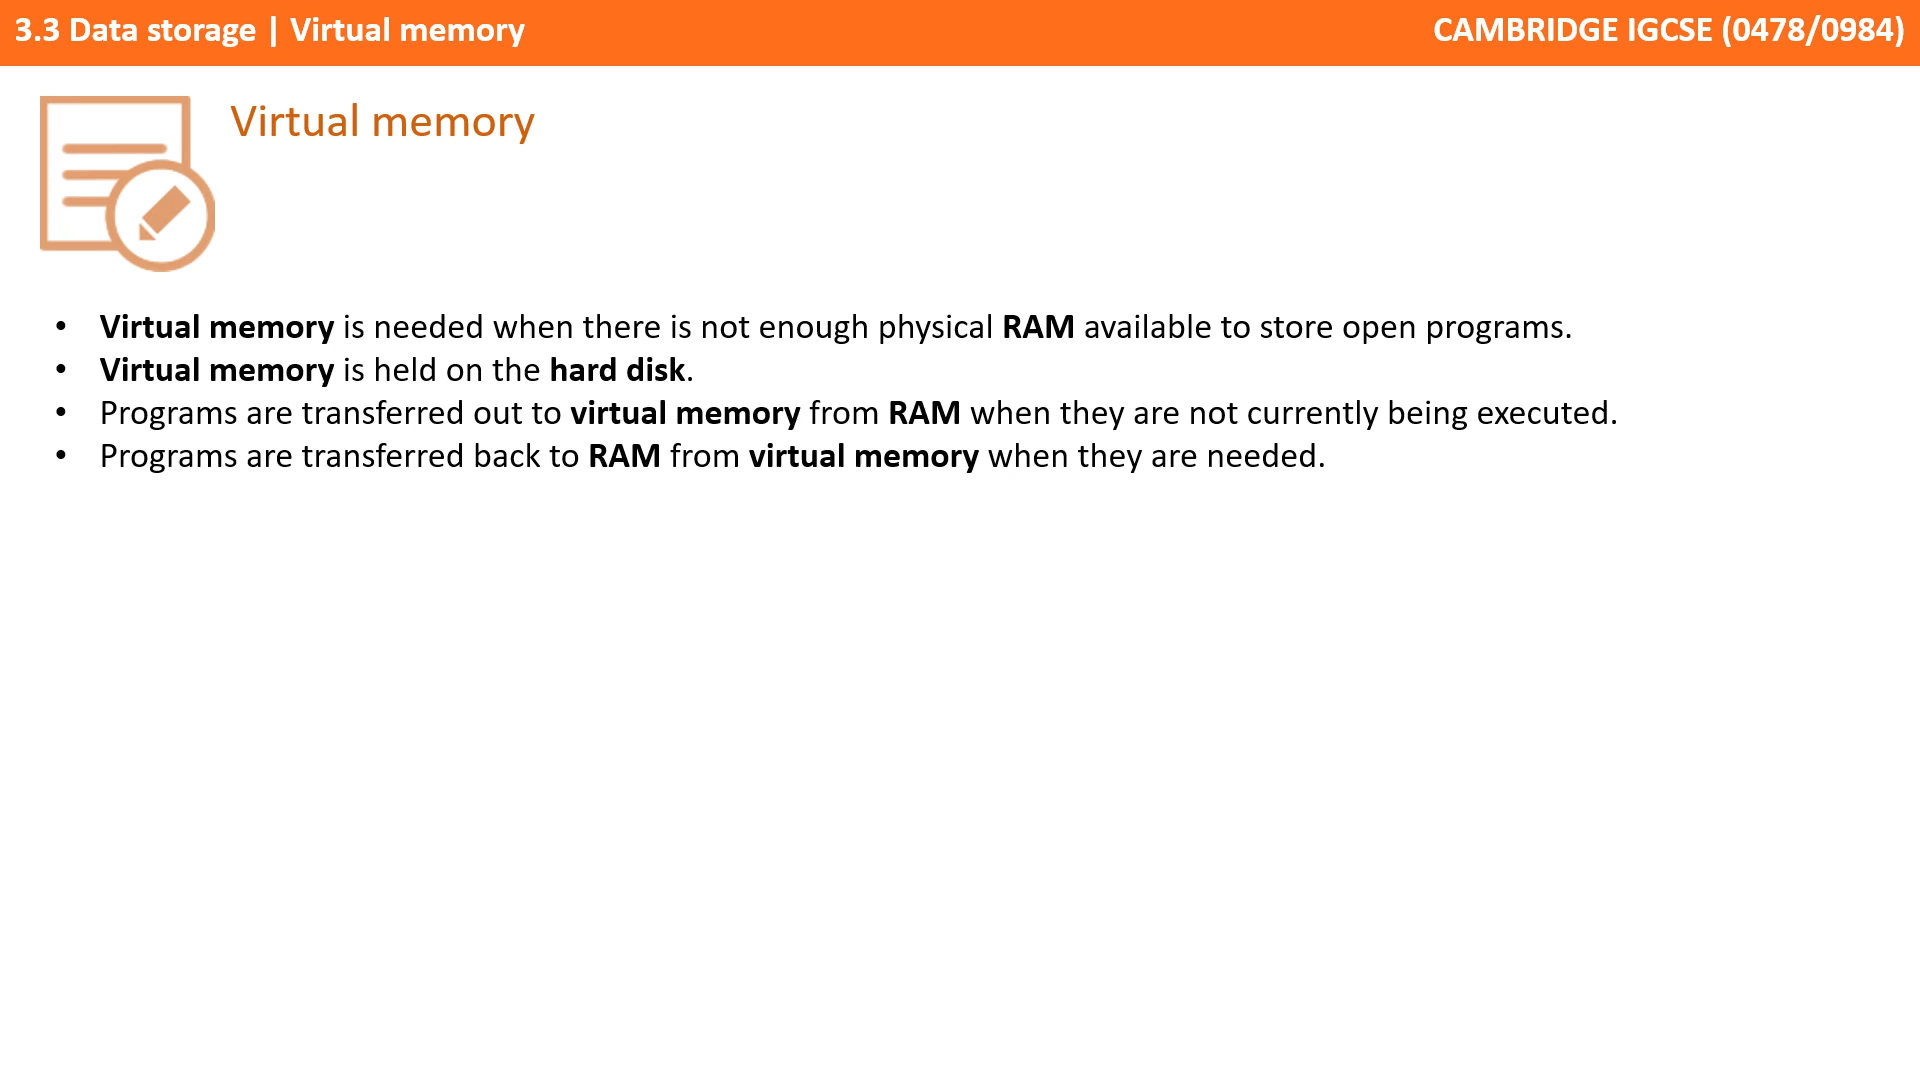 3.3 Data storage | Virtual memory
CAMBRIDGE IGCSE (0478/0984)
Virtual memory
• Virtual memory is needed when there is not enough physical RAM available to store open programs.
• Virtual memory is held on the hard disk.
• Programs are transferred out to virtual memory from RAM when they are not currently being executed.
• Programs are transferred back to RAM from virtual memory when they are needed.